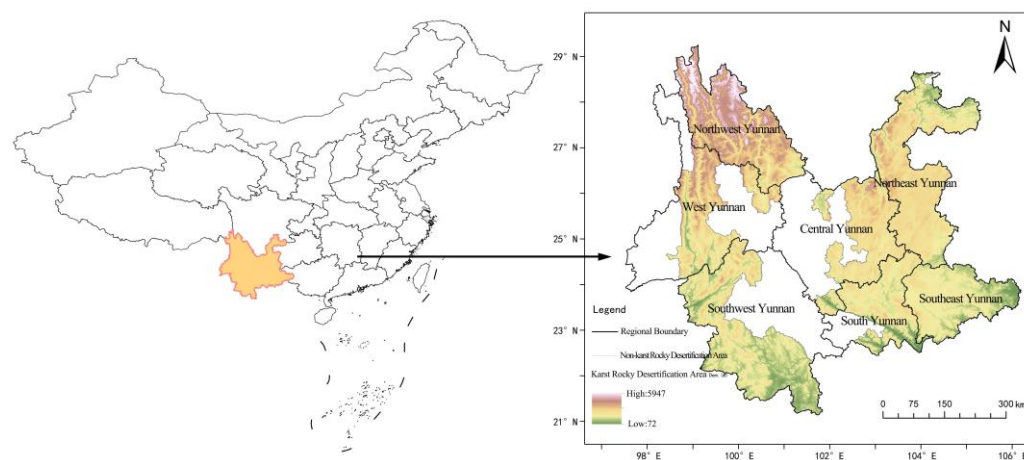 N
29° N
27° N
25° N
23° N
21° N
Northwest Yunnan
Northeast Yunnan
West Yunnan
Central Yunnan
Southeast Yunnan
Southwest Yunnan
South Yunnan
Legend
Regional Boundary
Non-karst Rocky Desertification Area
Karst Rocky Desertification Area
High:5947
Low:72
0 75 150 300 km
98° E 100° E 102° E 104° E 106° E